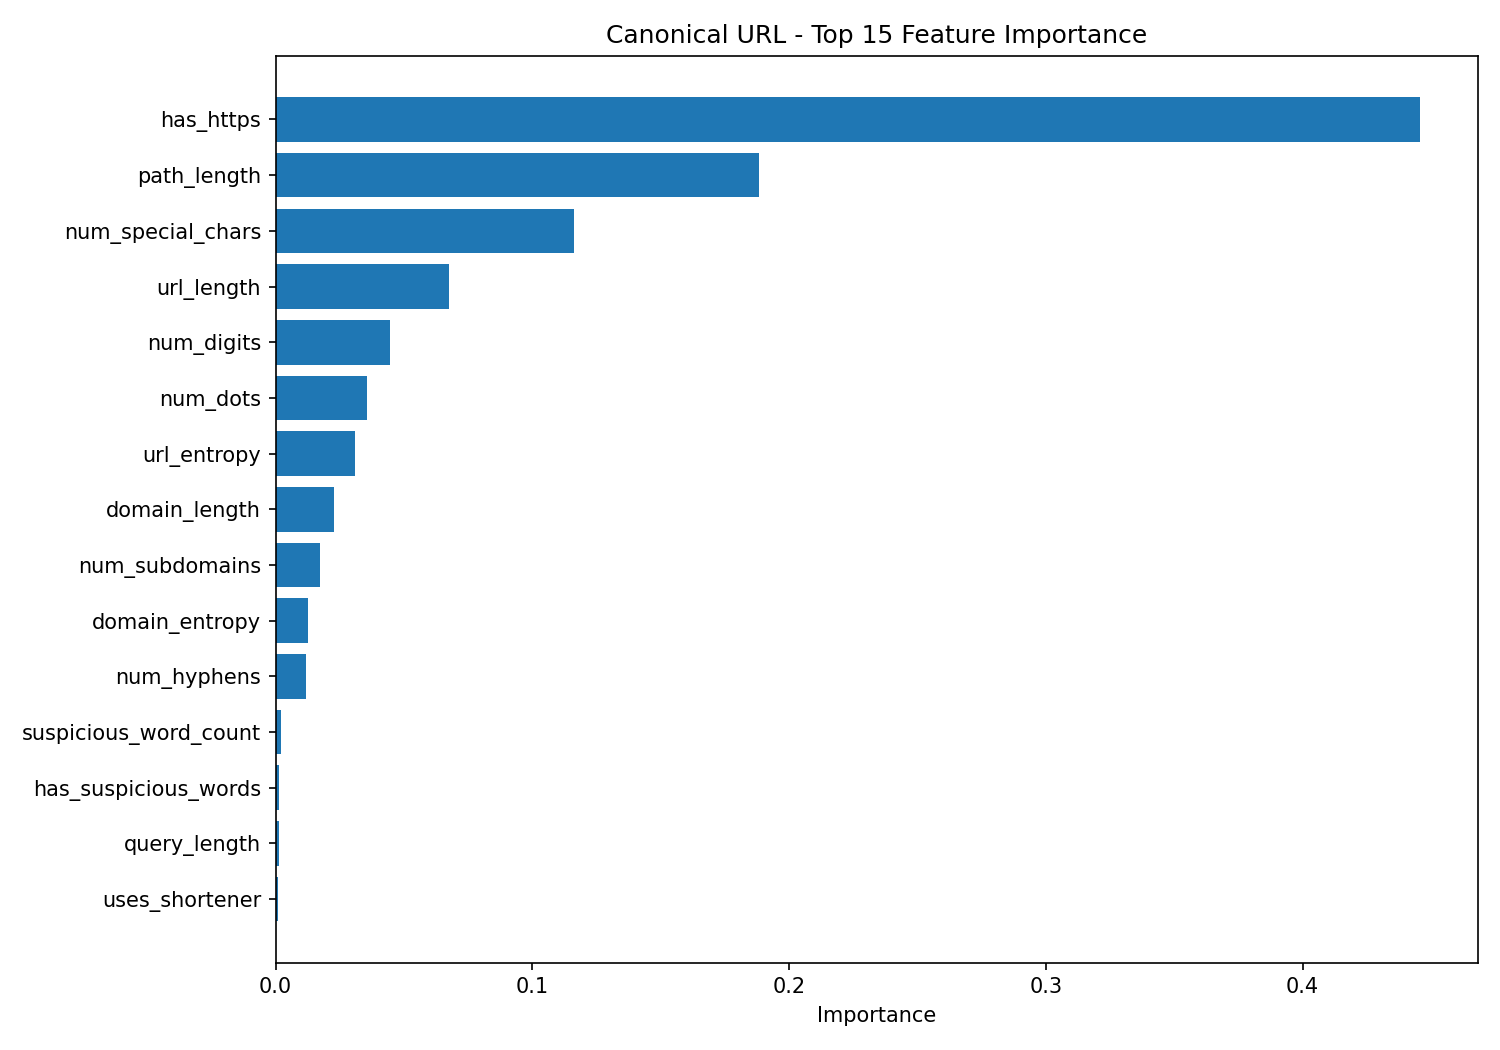 Canonical URL - Top 15 Feature Importance
has_https
path_length
num_special_chars
url_length
num_digits
num_dots
url_entropy
domain_length
num_subdomains
domain_entropy
num_hyphens
suspicious_word_count
has_suspicious_words
query_length
uses_shortener
0.0 0.1 0.2 0.3 0.4
Importance